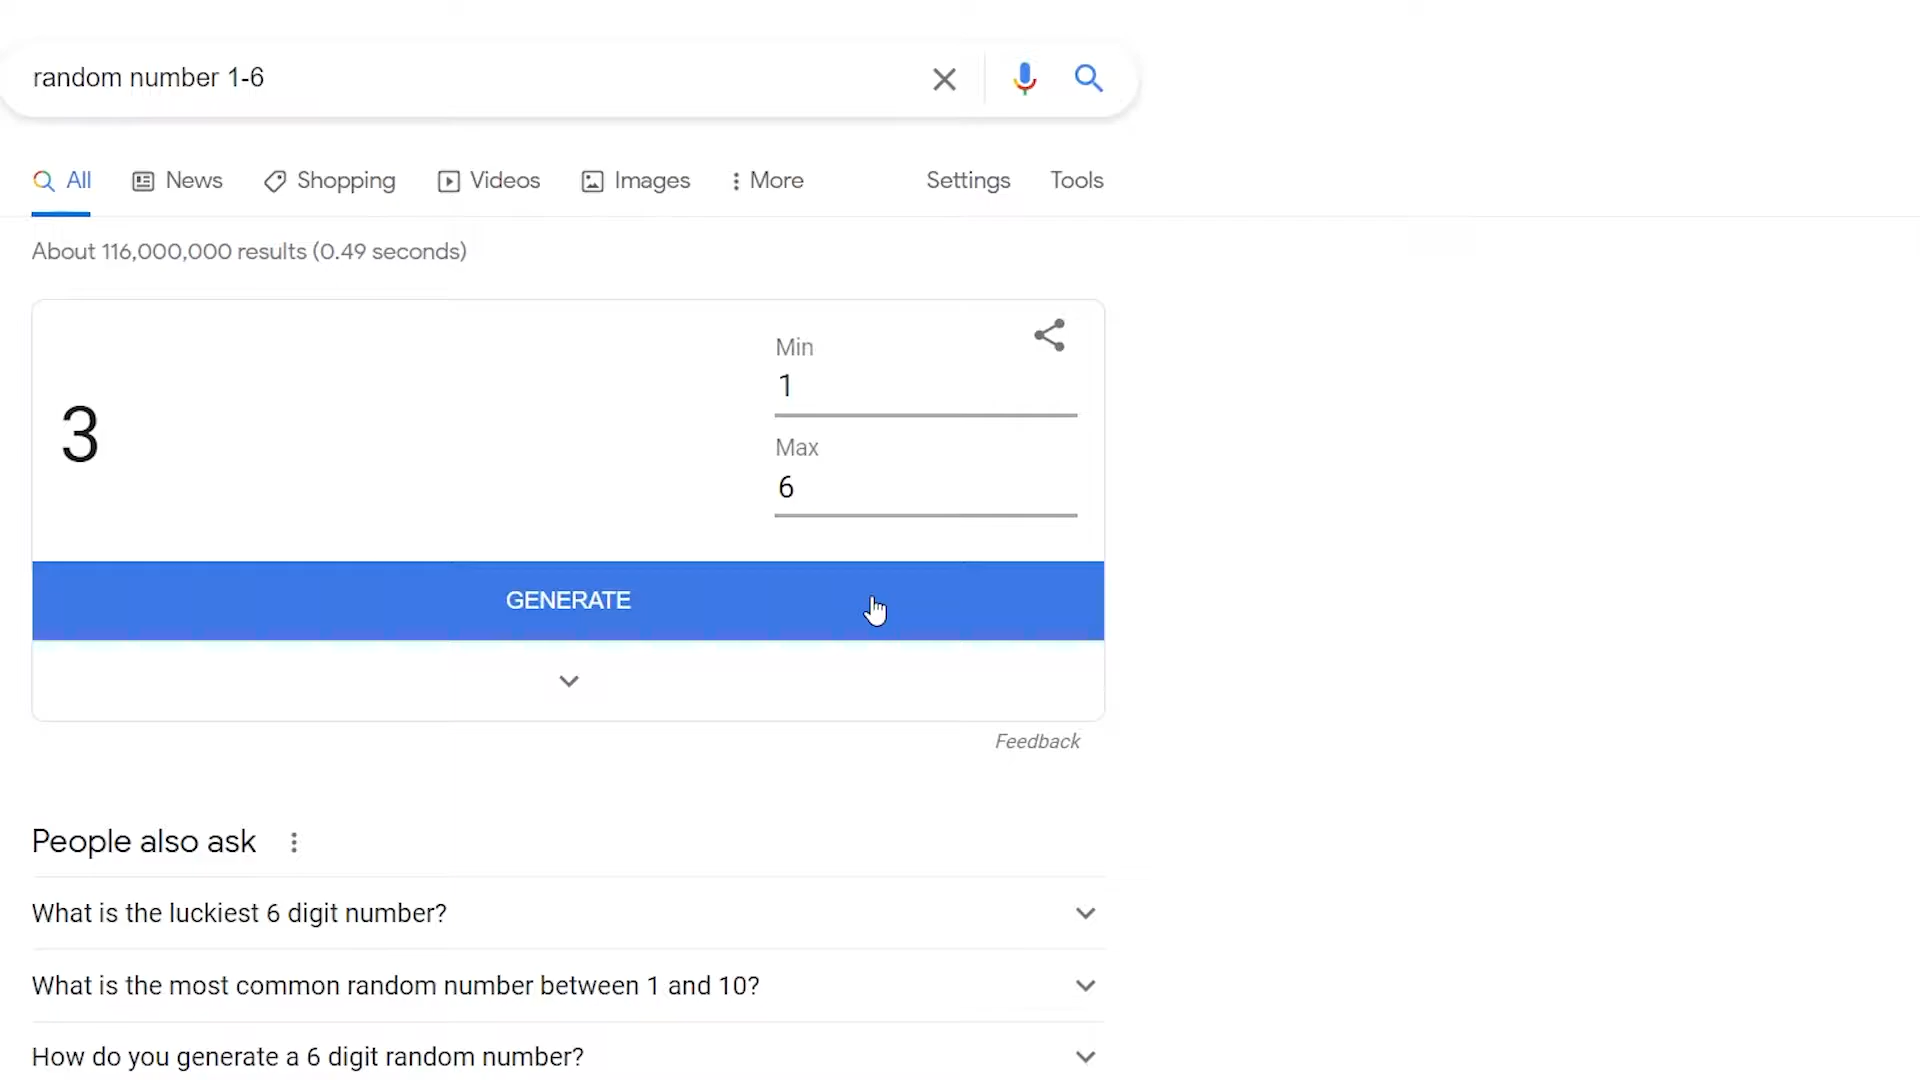 random number 1-6
All News Shopping Videos Images More Settings Tools
About 116,000,000 results (0.49 seconds)
Min
1
3
Max
6
GENERATE
Feedback
People also ask
What is the luckiest 6 digit number?
What is the most common random number between 1 and 10?
How do you generate a 6 digit random number?